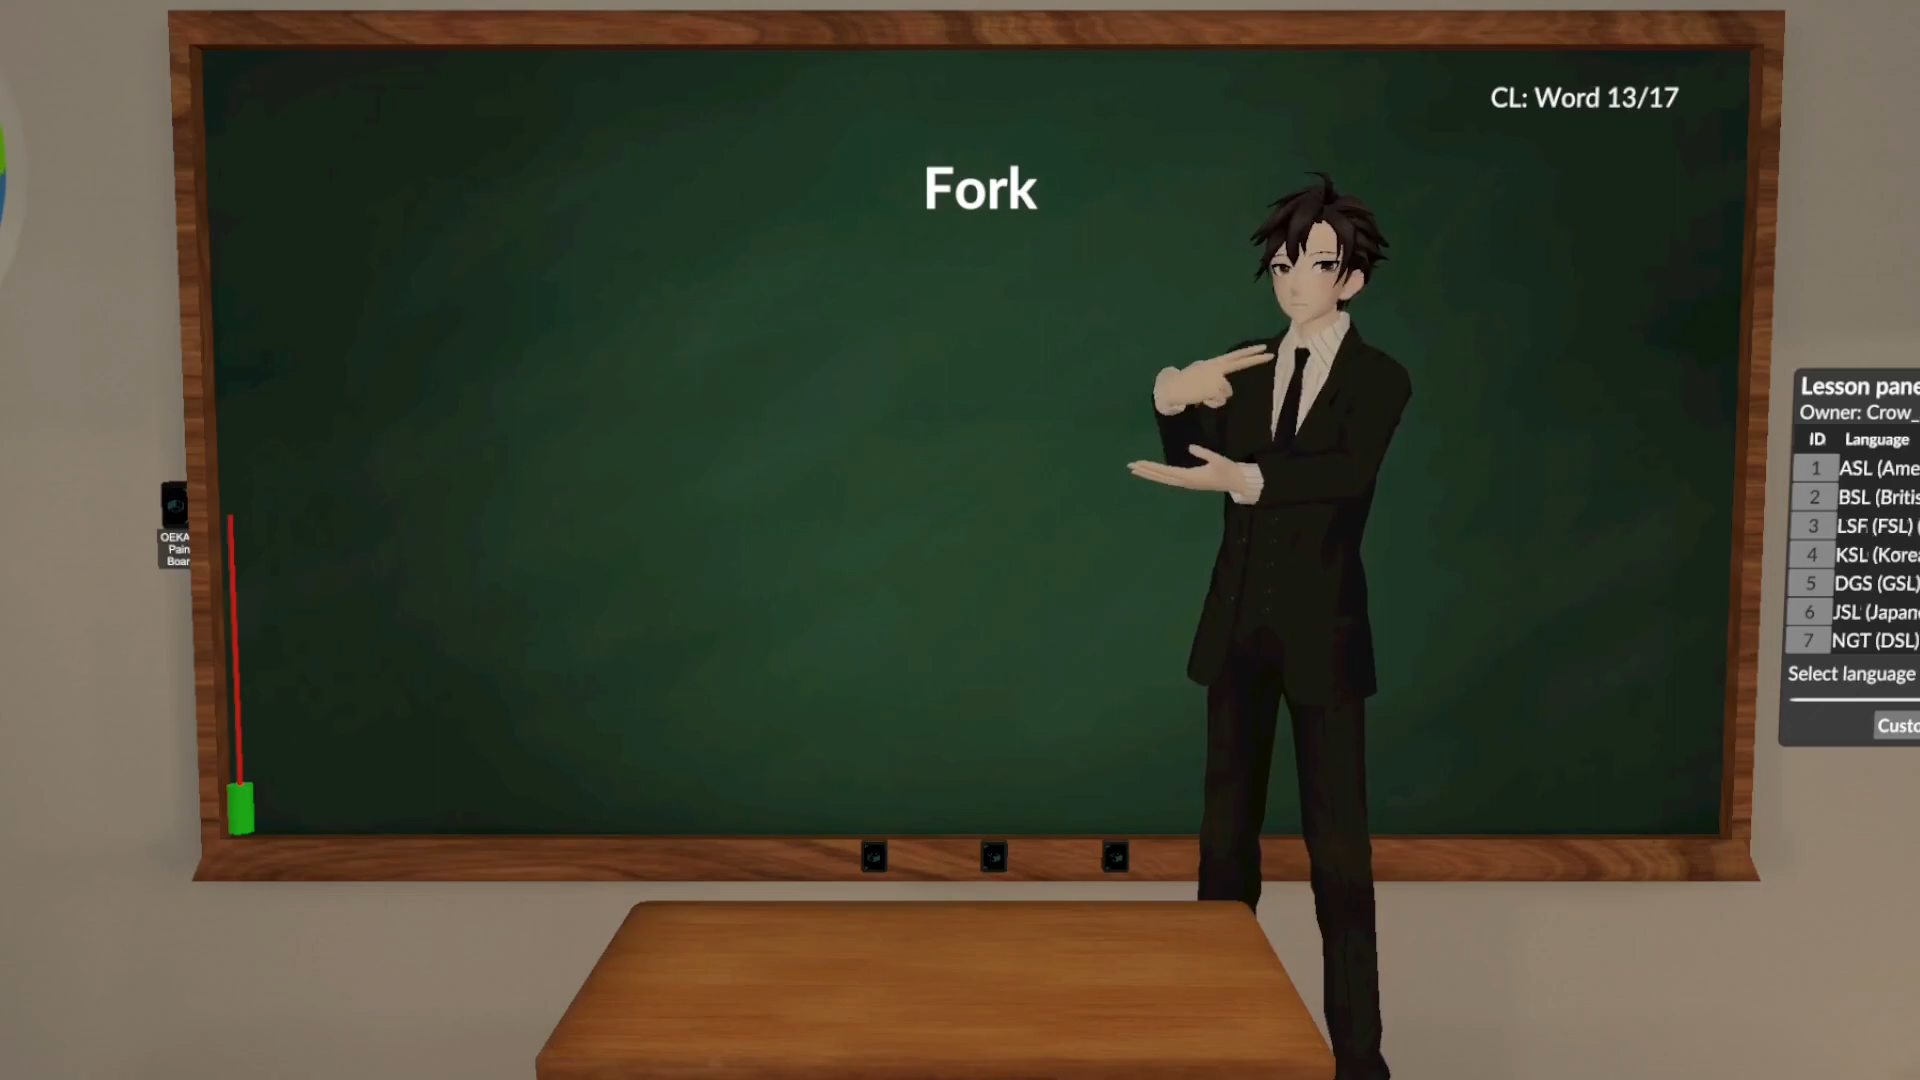 CL: Word 13/17
Fork
OEKA
Pain
Boar
Lesson pane
Owner: Crow_
ID Language
1 ASL (Ame
2 BSL (Britis
3 LSF (FSL) (
4 KSL (Korea
5 DGS (GSL)
6 JSL (Japan
7 NGT (DSL)
Select language
Custo